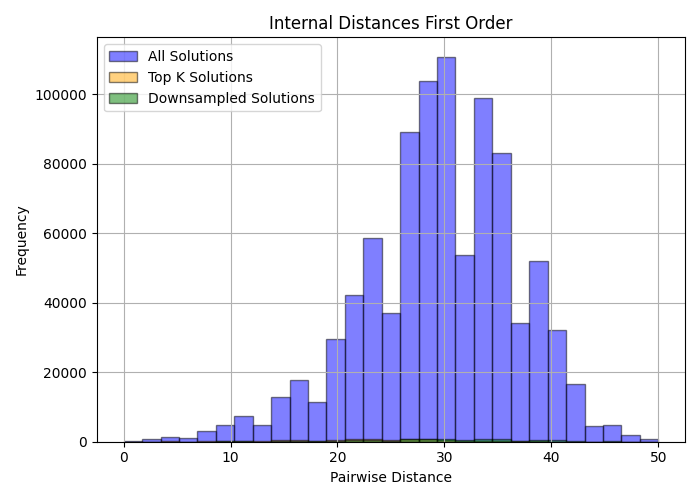 Internal Distances First Order
All Solutions
Top K Solutions
Downsampled Solutions
Frequency
100000
80000
60000
40000
20000
0
0 10 20 30 40 50
Pairwise Distance